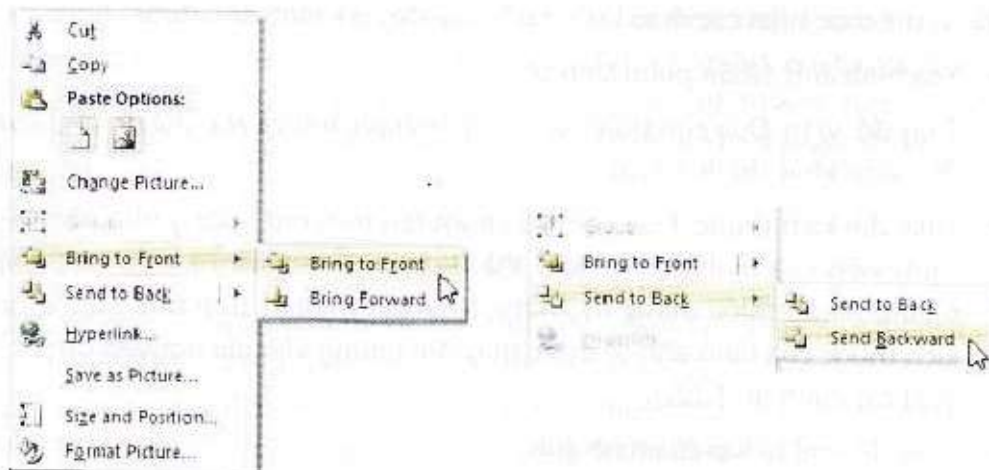 Cut
Copy
Paste Options:
Change Picture...
Bring to Front
Send to Back
Hyperlink...
Save as Picture...
Size and Position...
Format Picture...
Bring to Front
Bring Forward
Bring to Front
Send to Back
Send to Back
Send Backward